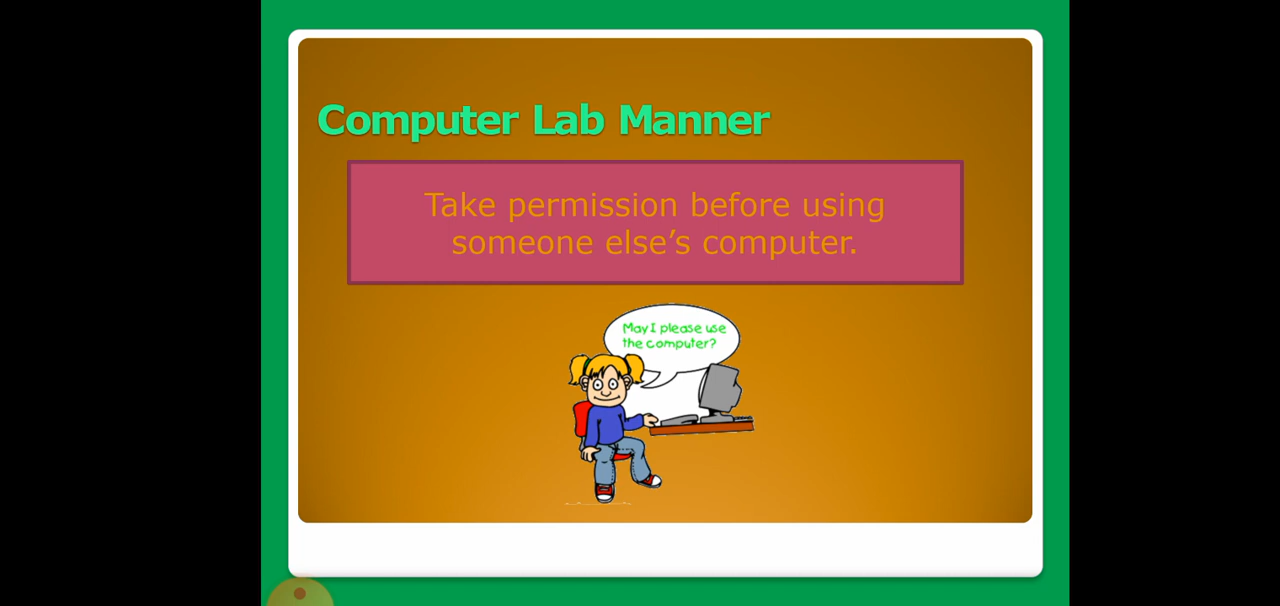 Computer Lab Manner
Take permission before using
someone else’s computer.
May I please use
the computer?